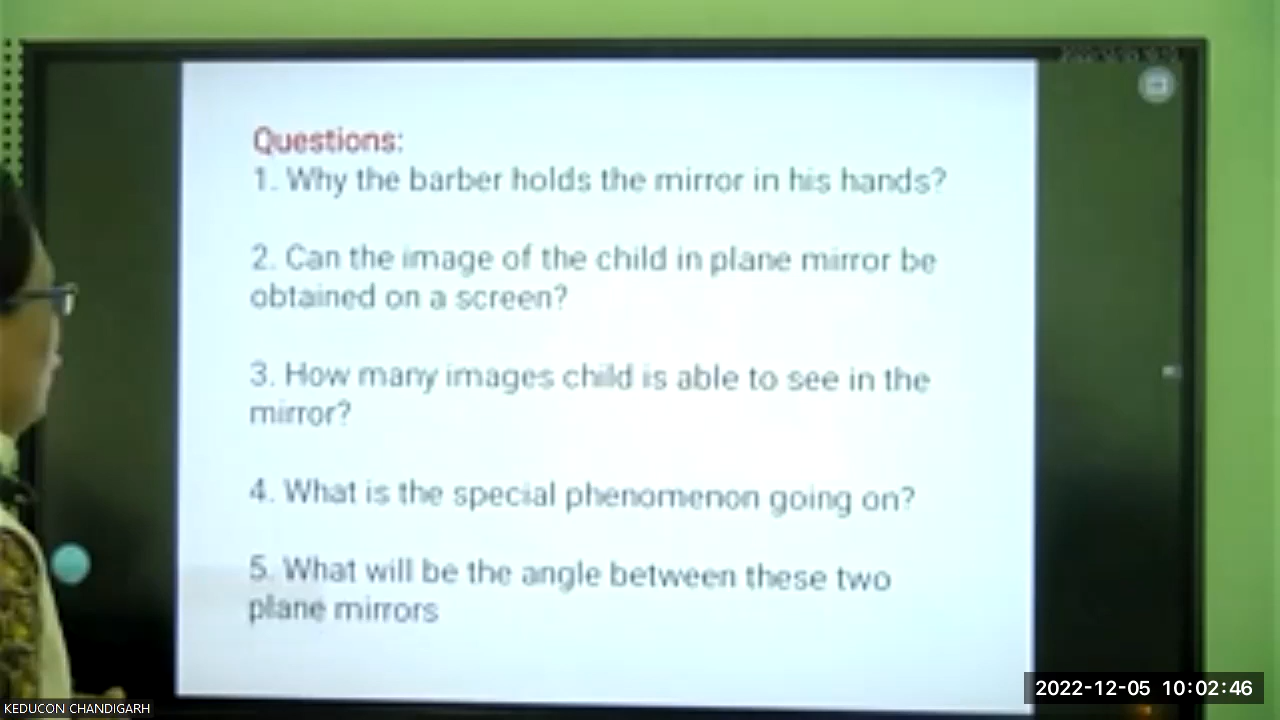 Questions:
1. Why the barber holds the mirror in his hands?
2. Can the image of the child in plane mirror be
obtained on a screen?
3. How many images child is able to see in the
mirror?
4. What is the special phenomenon going on?
5. What will be the angle between these two
plane mirrors
2022-12-05 10:02:46
KEDUCON CHANDIGARH